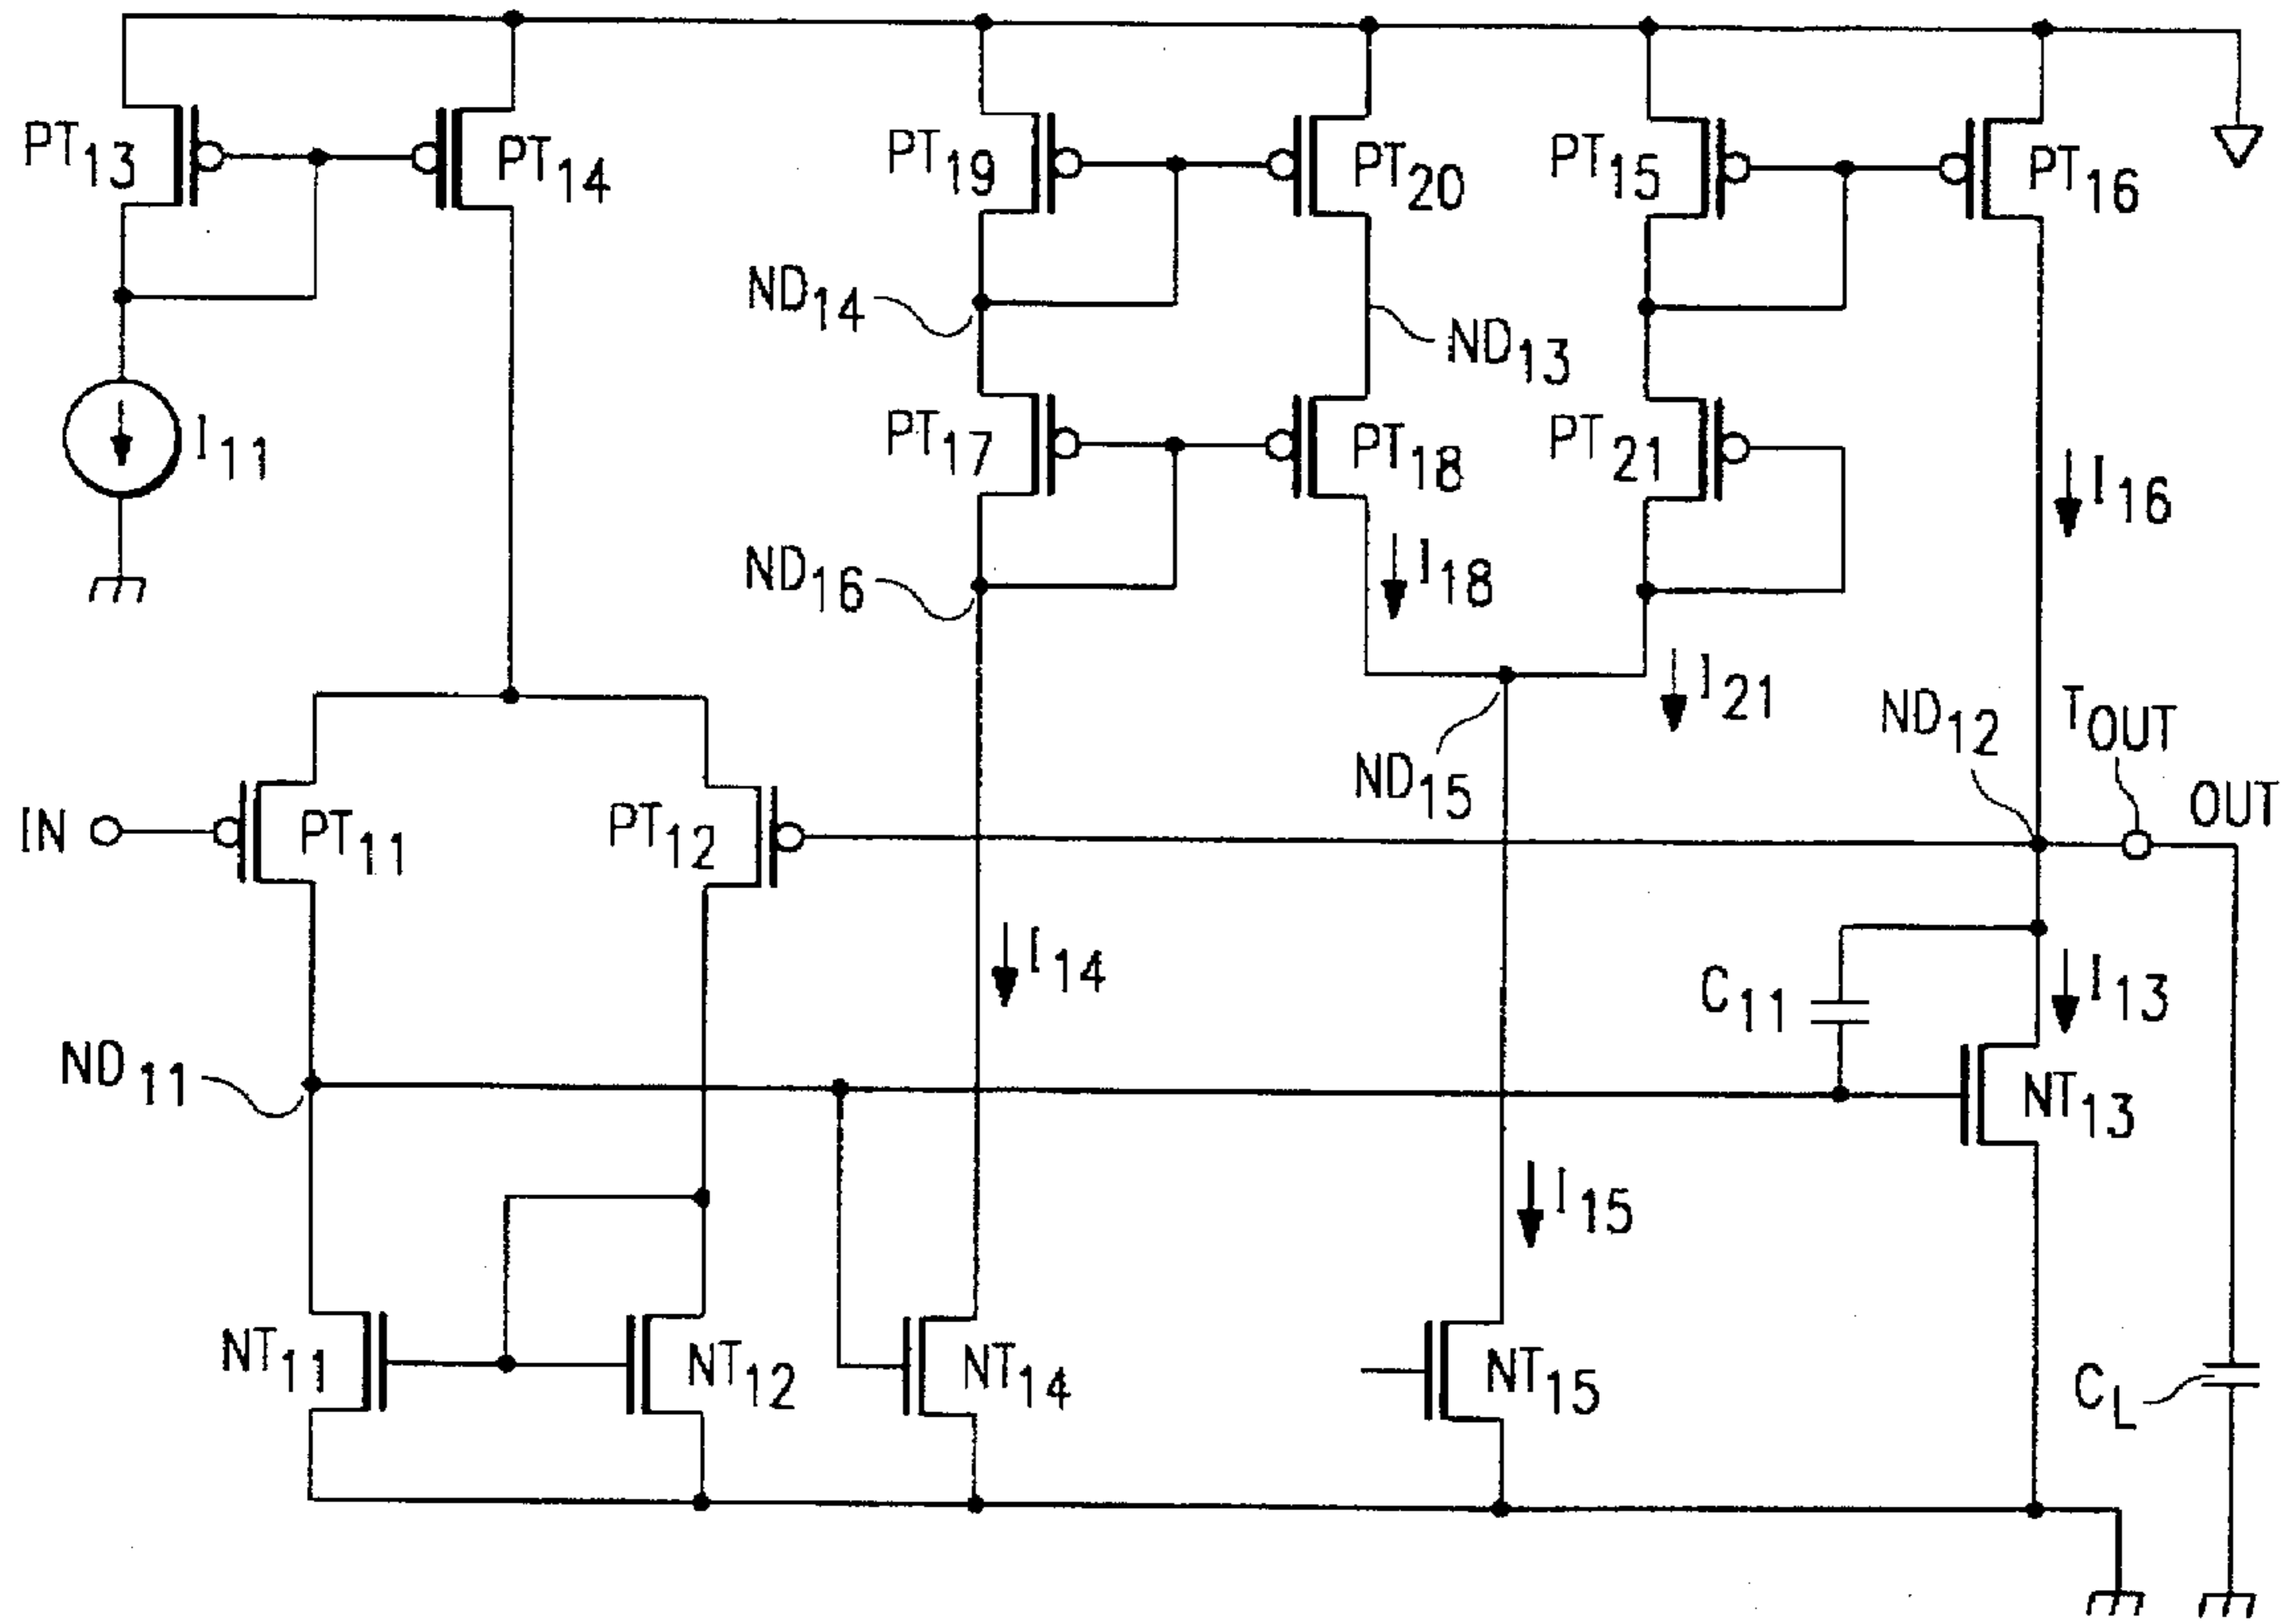 PT13
PT14
PT19
PT20
PT15
PT16
ND14
ND13
I11
PT17
PT18
PT21
I16
ND16
I18
I21
ND12
TOUT
ND15
OUT
IN
PT11
PT12
I14
C11
I13
ND11
NT13
I15
NT11
NT12
NT14
NT15
CL